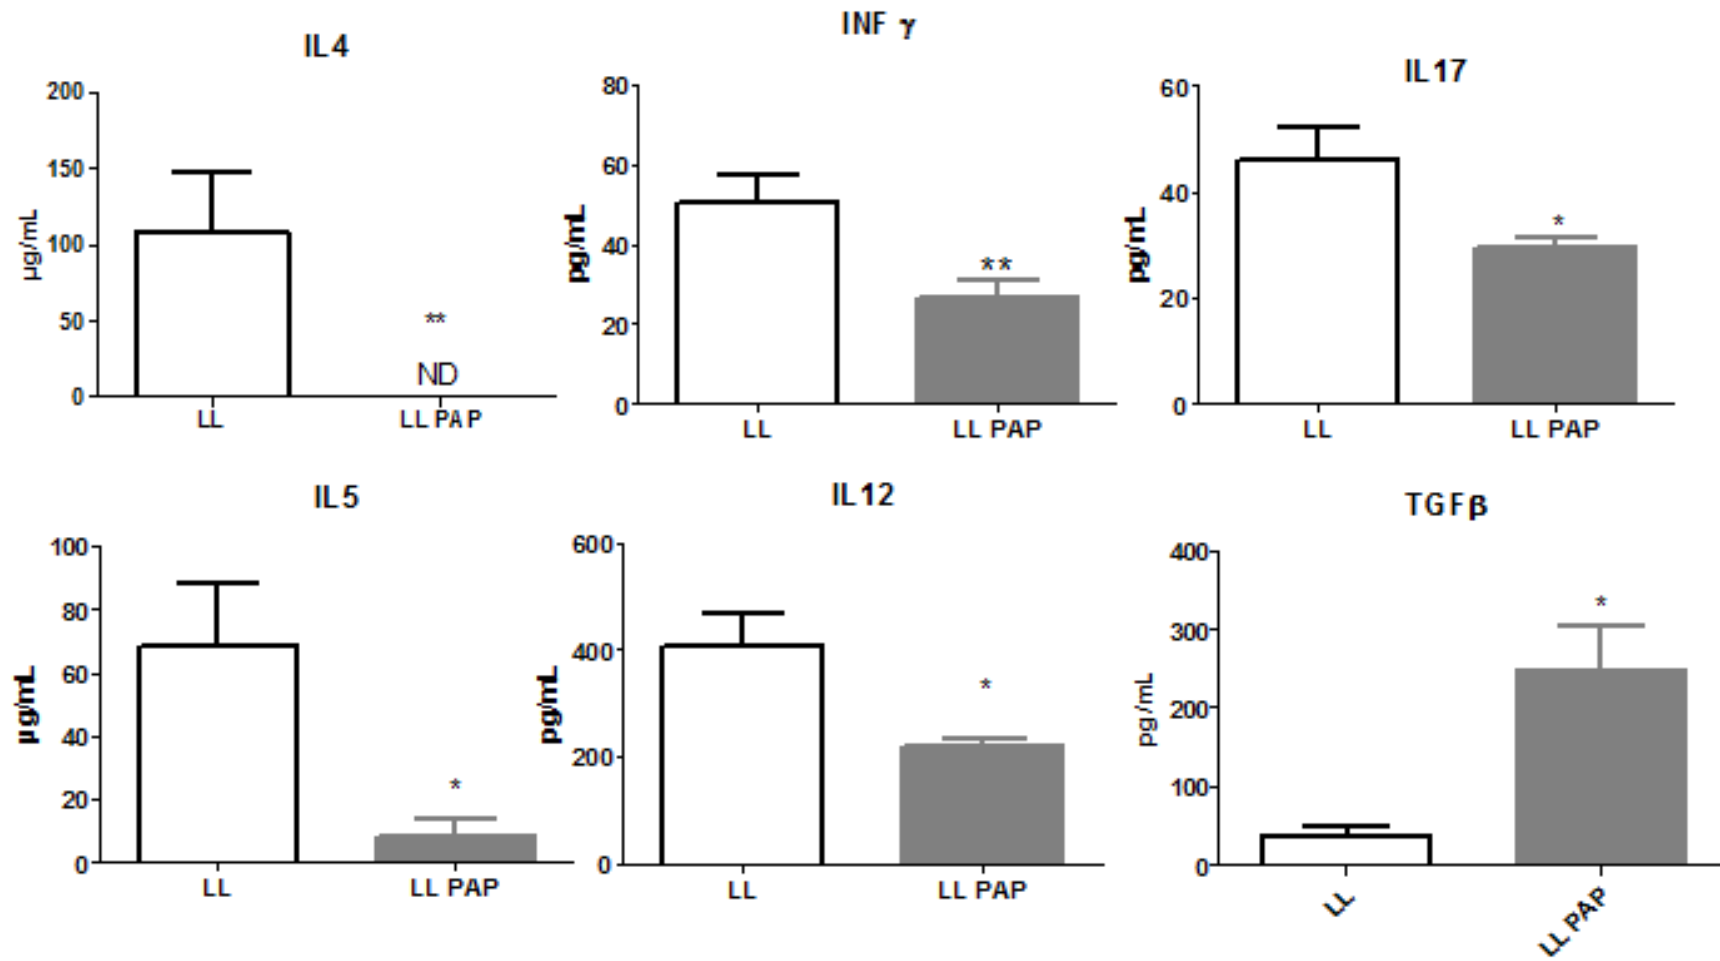 IL4
200
150
100
50
0
µg/mL
**
ND
LL
LL PAP
INF γ
80
60
40
20
0
pg/mL
**
LL
LL PAP
IL17
60
40
20
0
pg/mL
*
LL
LL PAP
IL5
100
80
60
40
20
0
µg/mL
*
LL
LL PAP
IL12
600
400
200
0
pg/mL
*
LL
LL PAP
TGFβ
400
300
200
100
0
pg/mL
*
LL
LL PAP